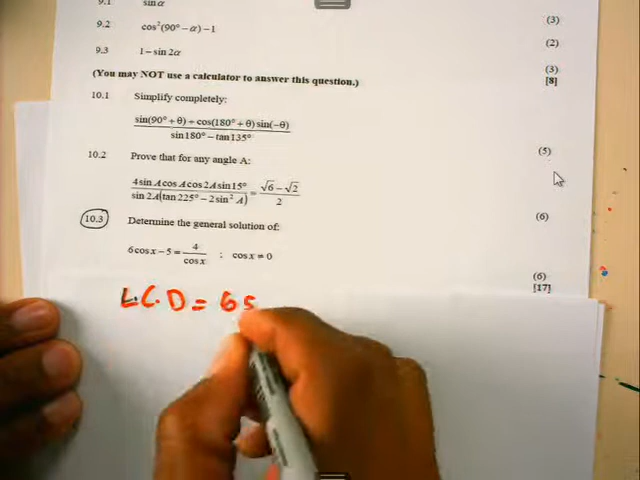 9.1 sinα
9.2 cos²(90° – α) – 1 (3)
(2)
9.3 1 – sin 2α
(3)
(You may NOT use a calculator to answer this question.) [8]
10.1 Simplify completely:
sin(90° + θ) + cos(180° + θ) sin(–θ)
sin 180° – tan 135°
(5)
10.2 Prove that for any angle A:
4 sin A cos A cos 2A sin 15° / sin 2A(tan 225° – 2 sin² A) = √6 – √2 / 2
(6)
10.3 Determine the general solution of:
6 cos x – 5 = 4 / cos x ; cos x ≠ 0
(6)
[17]
L.C.D = 6s